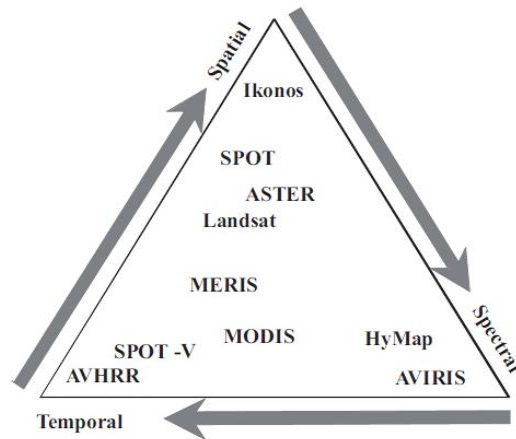 Spatial
Ikonos
SPOT
ASTER
Landsat
MERIS
MODIS
HyMap
Spectral
SPOT -V
AVHRR
AVIRIS
Temporal